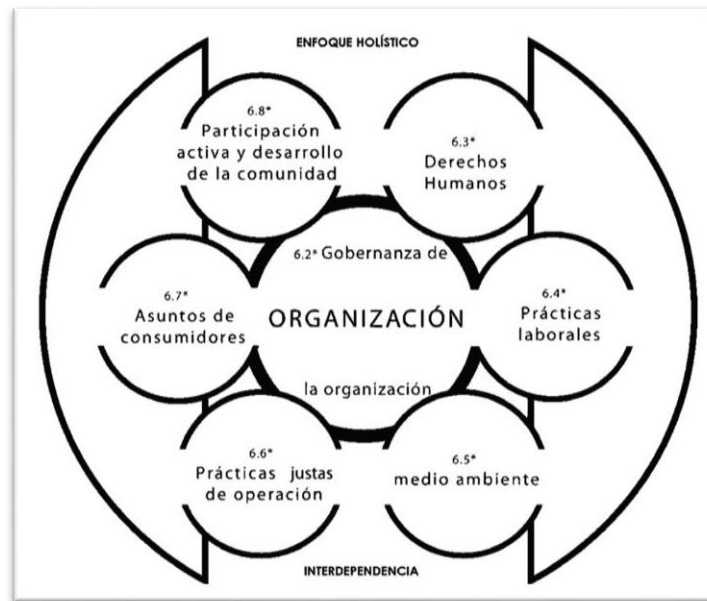 ENFOQUE HOLÍSTICO
6.8*
Participación
activa y desarrollo
de la comunidad
6.3*
Derechos
Humanos
6.2* Gobernanza de
ORGANIZACIÓN
la organización
6.7*
Asuntos de
consumidores
6.4*
Prácticas
laborales
6.6*
Prácticas justas
de operación
6.5*
medio ambiente
INTERDEPENDENCIA